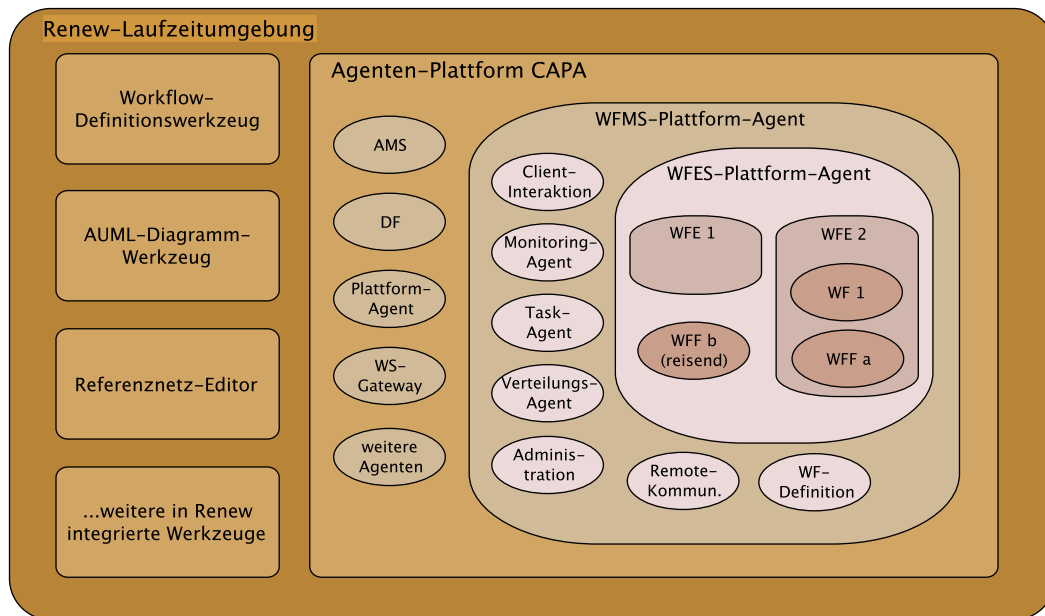 Renew-Laufzeitumgebung
Workflow-
Definitionswerkzeug
AUML-Diagramm-
Werkzeug
Referenznetz-Editor
...weitere in Renew
integrierte Werkzeuge
Agenten-Plattform CAPA
AMS
DF
Plattform-
Agent
WS-
Gateway
weitere
Agenten
WFMS-Plattform-Agent
Client-
Interaktion
Monitoring-
Agent
Task-
Agent
Verteilungs-
Agent
Adminis-
tration
Remote-
Kommun.
WF-
Definition
WFES-Plattform-Agent
WFE 1
WFF b
(reisend)
WFE 2
WF 1
WFF a